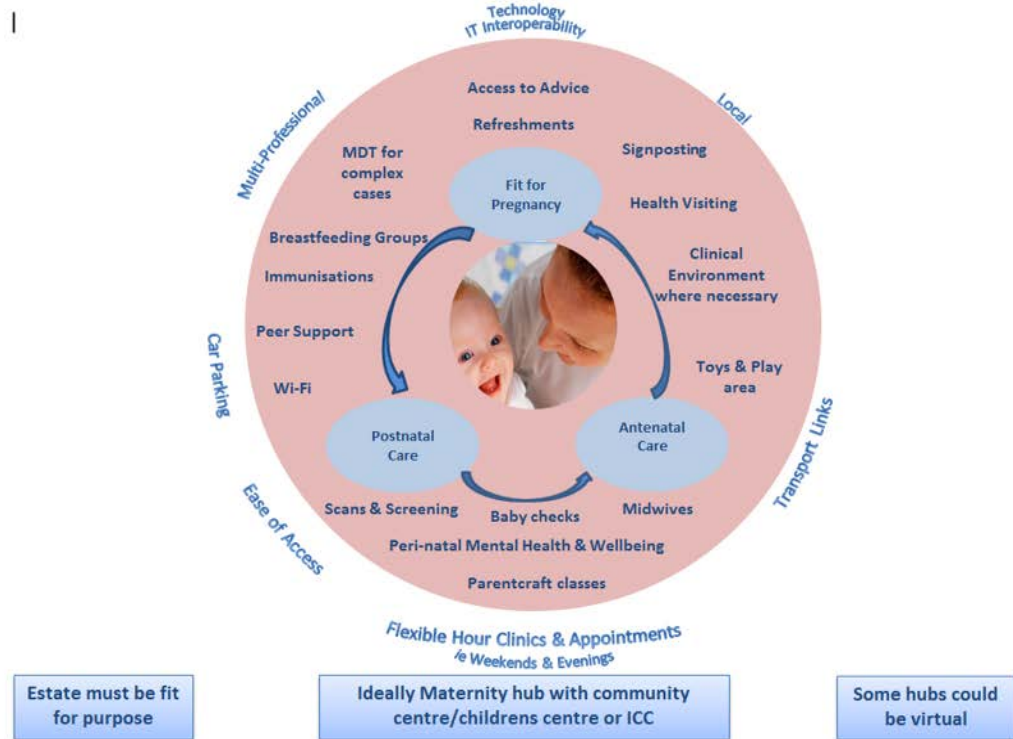 Technology
IT Interoperability
Local
Multi-Professional
Access to Advice
Refreshments
Signposting
MDT for
complex
cases
Fit for
Pregnancy
Health Visiting
Breastfeeding Groups
Immunisations
Clinical
Environment
where necessary
Peer Support
Car Parking
Wi-Fi
Toys & Play
area
Transport Links
Postnatal
Care
Antenatal
Care
Ease of Access
Scans & Screening
Baby checks
Midwives
Peri-natal Mental Health & Wellbeing
Parentcraft classes
Flexible Hour Clinics & Appointments
ie Weekends & Evenings
Estate must be fit
for purpose
Ideally Maternity hub with community
centre/childrens centre or ICC
Some hubs could
be virtual